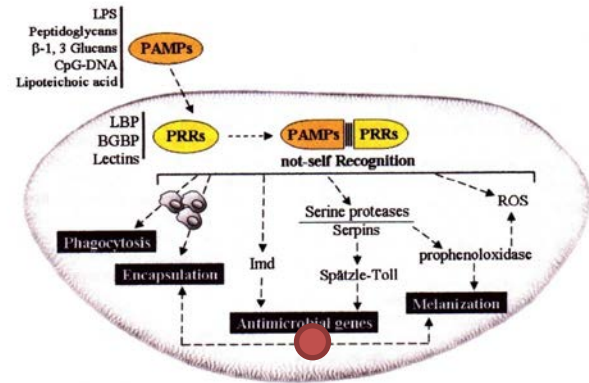 LPS
Peptidoglycans
β-1, 3 Glucans
CpG-DNA
Lipoteichoic acid
PAMPs
LBP
BGBP
Lectins
PRRs
PAMPs
PRRs
not-self Recognition
ROS
Serine proteases
Serpins
Phagocytosis
prophenoloxidase
Encapsulation
Imd
Spätzle-Toll
Melanization
Antimicrobial genes